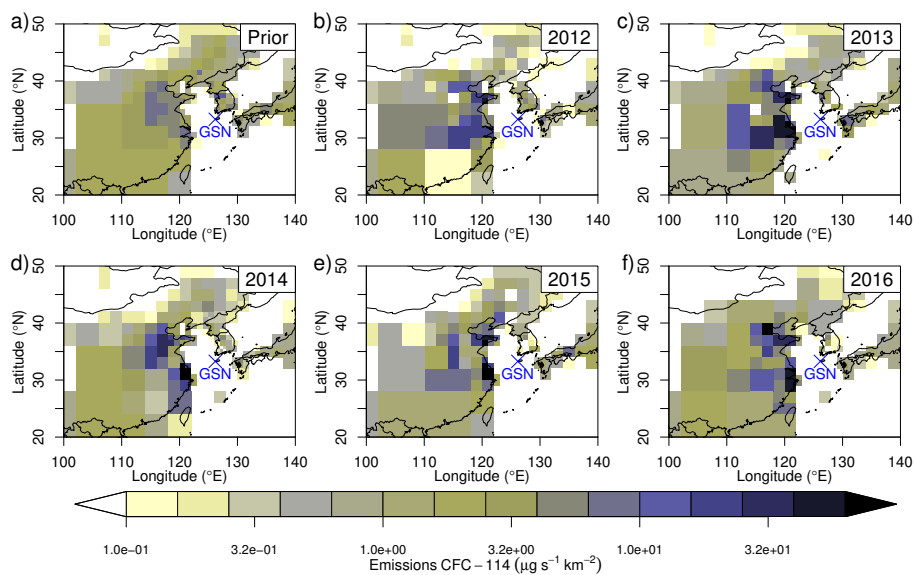 a) Prior
b) 2012
c) 2013
50
40
30
20
Latitude (°N)
GSN
100 110 120 130 140
Longitude (°E)
50
40
30
20
Latitude (°N)
GSN
100 110 120 130 140
Longitude (°E)
50
40
30
20
Latitude (°N)
GSN
100 110 120 130 140
Longitude (°E)
d) 2014
e) 2015
f) 2016
50
40
30
20
Latitude (°N)
GSN
100 110 120 130 140
Longitude (°E)
50
40
30
20
Latitude (°N)
GSN
100 110 120 130 140
Longitude (°E)
50
40
30
20
Latitude (°N)
GSN
100 110 120 130 140
Longitude (°E)
1.0e−01 3.2e−01 1.0e+00 3.2e+00 1.0e+01 3.2e+01
Emissions CFC − 114 (μg s⁻¹ km⁻²)